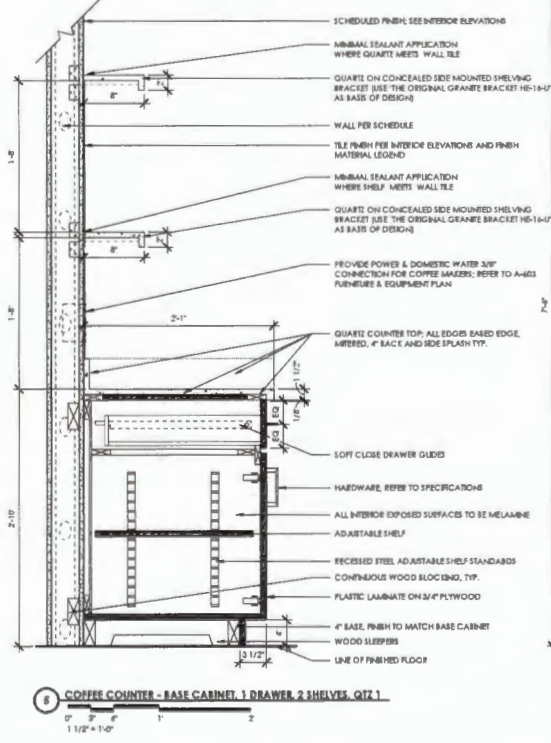 SCHEDULED FINISH; SEE INTERIOR ELEVATIONS
MINIMAL SEALANT APPLICATION
WHERE QUARTZ MEETS WALL TILE
QUARTZ ON CONCEALED SIDE MOUNTED SHELVING
BRACKET (USE 'THE ORIGINAL GRANITE BRACKET HE-16-U'
AS BASIS OF DESIGN)
8"
2"
WALL PER SCHEDULE
1'-8"
TILE FINISH PER INTERIOR ELEVATIONS AND FINISH
MATERIAL LEGEND
MINIMAL SEALANT APPLICATION
WHERE SHELF MEETS WALL TILE
QUARTZ ON CONCEALED SIDE MOUNTED SHELVING
BRACKET (USE 'THE ORIGINAL GRANITE BRACKET HE-16-U'
AS BASIS OF DESIGN)
8"
2"
PROVIDE POWER & DOMESTIC WATER 3/8"
CONNECTION FOR COFFEE MAKERS; REFER TO A-603
FURNITURE & EQUIPMENT PLAN
1'-8"
2'-1"
QUARTZ COUNTER TOP; ALL EDGES EASED EDGE,
MITERED, 4" BACK AND SIDE SPLASH TYP.
1 1/2"
1/8"
EQ
EQ
SOFT CLOSE DRAWER GLIDES
HARDWARE, REFER TO SPECIFICATIONS
2'-10"
ALL INTERIOR EXPOSED SURFACES TO BE MELAMINE
ADJUSTABLE SHELF
RECESSED STEEL ADJUSTABLE SHELF STANDARDS
CONTINUOUS WOOD BLOCKING, TYP.
PLASTIC LAMINATE ON 3/4" PLYWOOD
4" BASE, FINISH TO MATCH BASE CABINET
4"
WOOD SLEEPERS
3 1/2"
LINE OF FINISHED FLOOR
5 COFFEE COUNTER - BASE CABINET, 1 DRAWER, 2 SHELVES, QTZ 1
0" 3" 6" 1' 2'
1 1/2" = 1'-0"